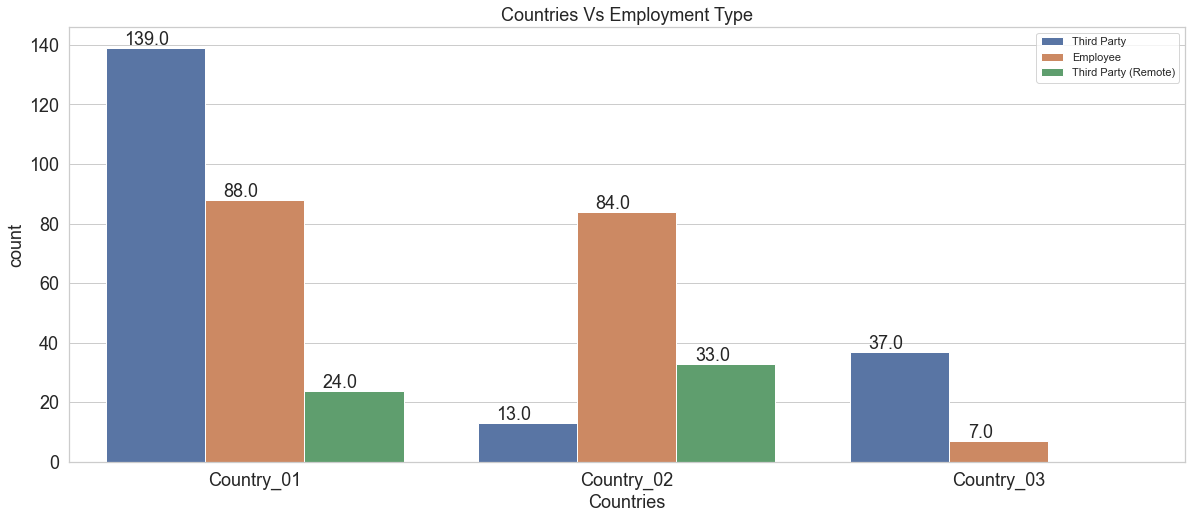 Countries Vs Employment Type
Third Party
Employee
Third Party (Remote)
count
140
120
100
80
60
40
20
0
139.0
88.0
24.0
13.0
84.0
33.0
37.0
7.0
Country_01
Country_02
Country_03
Countries